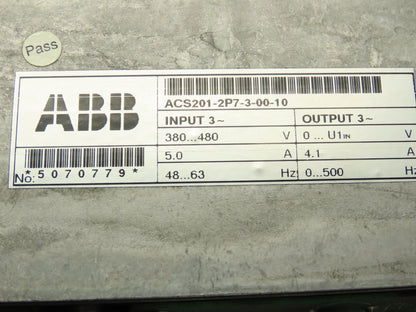 Pass
ABB
ACS201-2P7-3-00-10
INPUT 3~ OUTPUT 3~
380...480 V 0 ... U1IN V
5.0 A 4.1 A
48...63 Hz 0...500 Hz
No: *5070779*